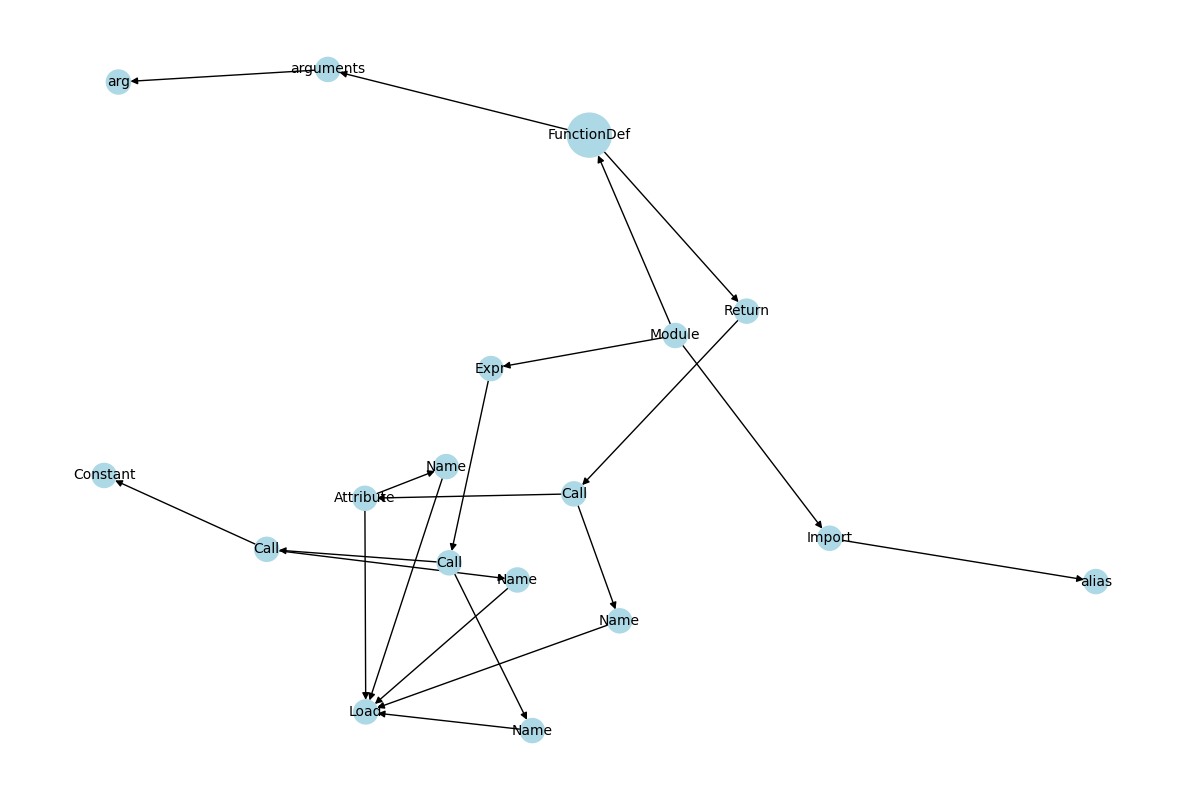 arguments
arg
FunctionDef
Return
Module
Expr
Name
Constant
Attribute
Call
Import
Call
Call
Name
alias
Name
Load
Name